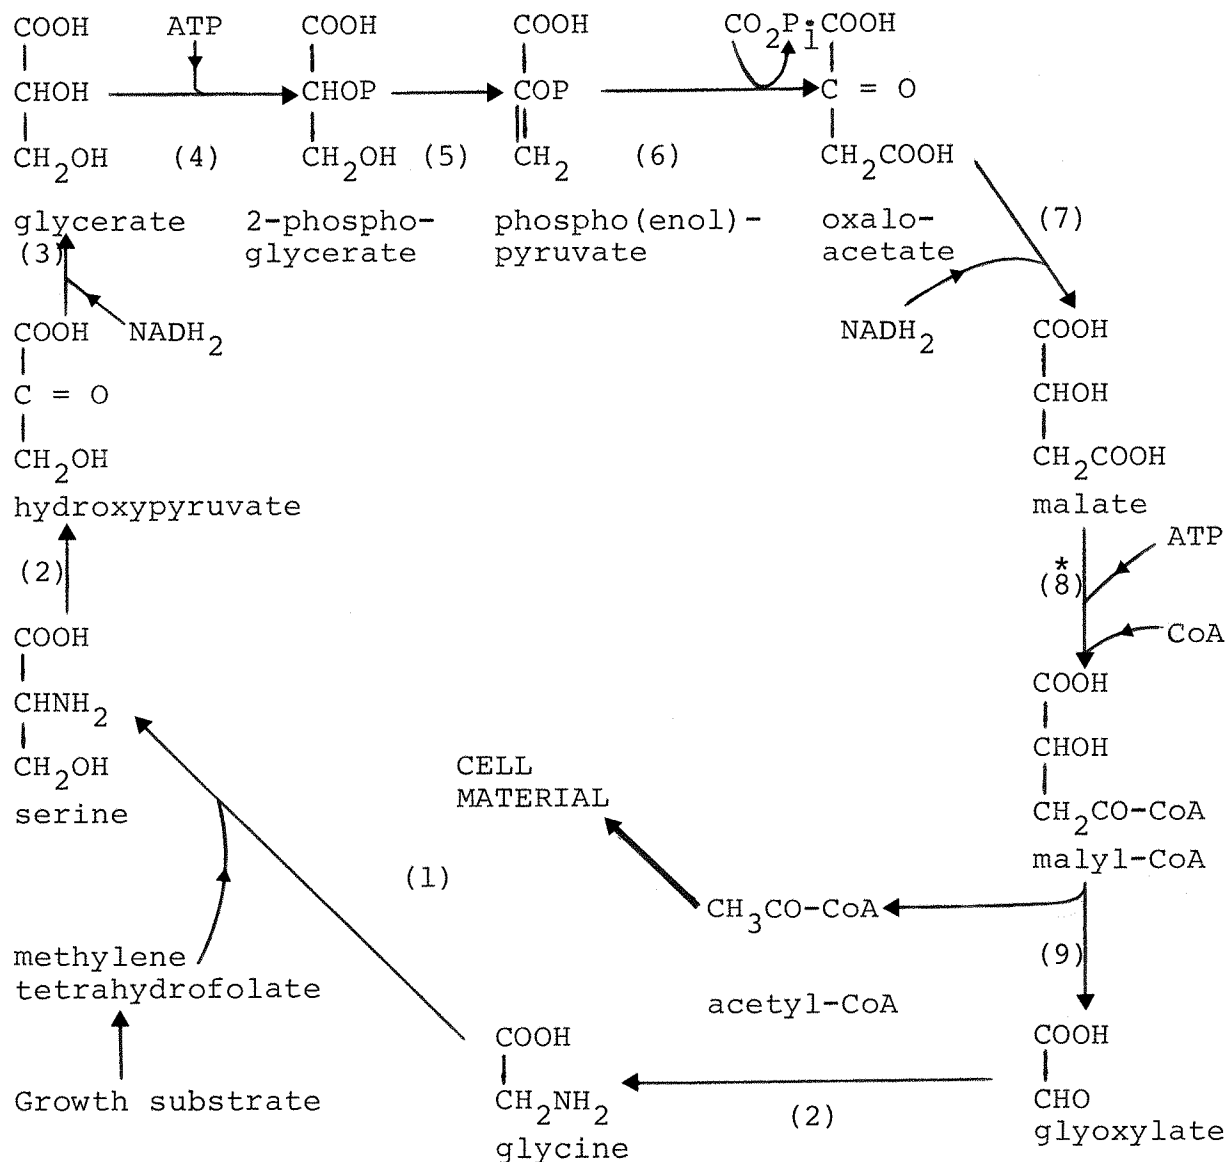 COOH ATP COOH COOH CO2Pi COOH
CHOH CHOP COP C = O
CH2OH (4) CH2OH (5) CH2 (6) CH2COOH
glycerate 2-phospho- phospho(enol)- oxalo- (7)
(3) glycerate pyruvate acetate
COOH NADH2 NADH2 COOH
C = O CHOH
CH2OH CH2COOH
hydroxypyruvate malate
ATP
(2) (8) *
COOH CoA
COOH
CHNH2
CHOH
CH2OH CELL
serine MATERIAL CH2CO-CoA
malyl-CoA
(1)
CH3CO-CoA
methylene (9)
tetrahydrofolate acetyl-CoA
COOH COOH
Growth substrate CH2NH2 (2) CHO
glycine glyoxylate